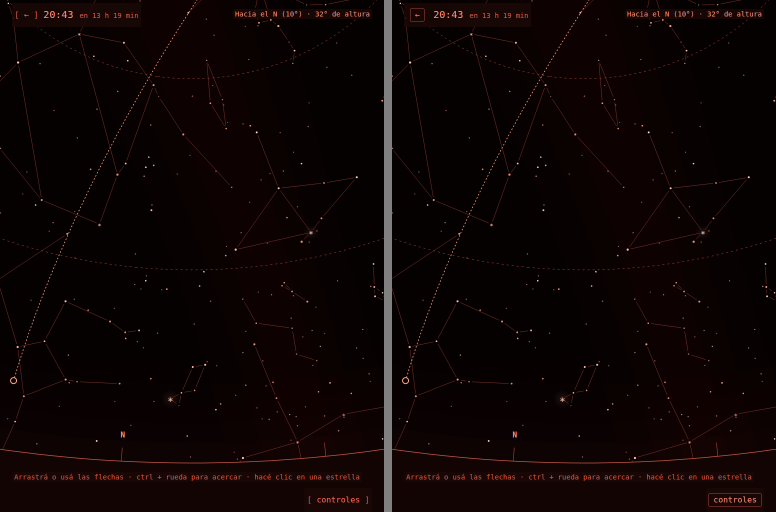 [ ← ] 20:43 en 13 h 19 min
Hacia el N (10°) · 32° de altura
N
Arrastrá o usá las flechas · ctrl + rueda para acercar · hacé clic en una estrella
[ controles ]
← 20:43 en 13 h 19 min
Hacia el N (10°) · 32° de altura
N
Arrastrá o usá las flechas · ctrl + rueda para acercar · hacé clic en una estrella
controles